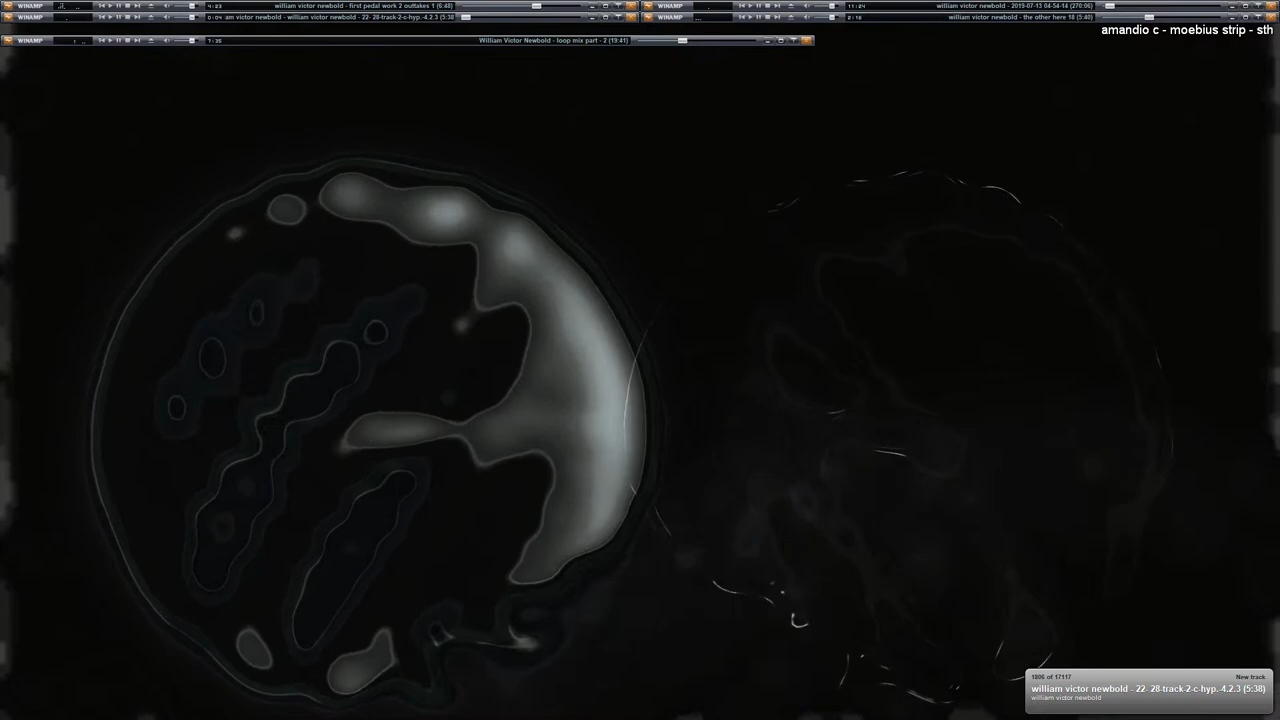 WINAMP 4:23 william victor newbold - first pedal work 2 outtakes 1 (6:48)
WINAMP 11:24 william victor newbold - 2019-07-13 04-54-14 (270:06)
WINAMP 0:04 am victor newbold - william victor newbold - 22- 28-track-2-c-hyp.-4.2.3 (5:38
WINAMP 2:16 william victor newbold - the other here 18 (5:40)
amandio c - moebius strip - sth
WINAMP 7:35 William Victor Newbold - loop mix part - 2 (13:41)
1806 of 17117 New track
william victor newbold - 22- 28-track-2-c-hyp.-4.2.3 (5:38)
william victor newbold